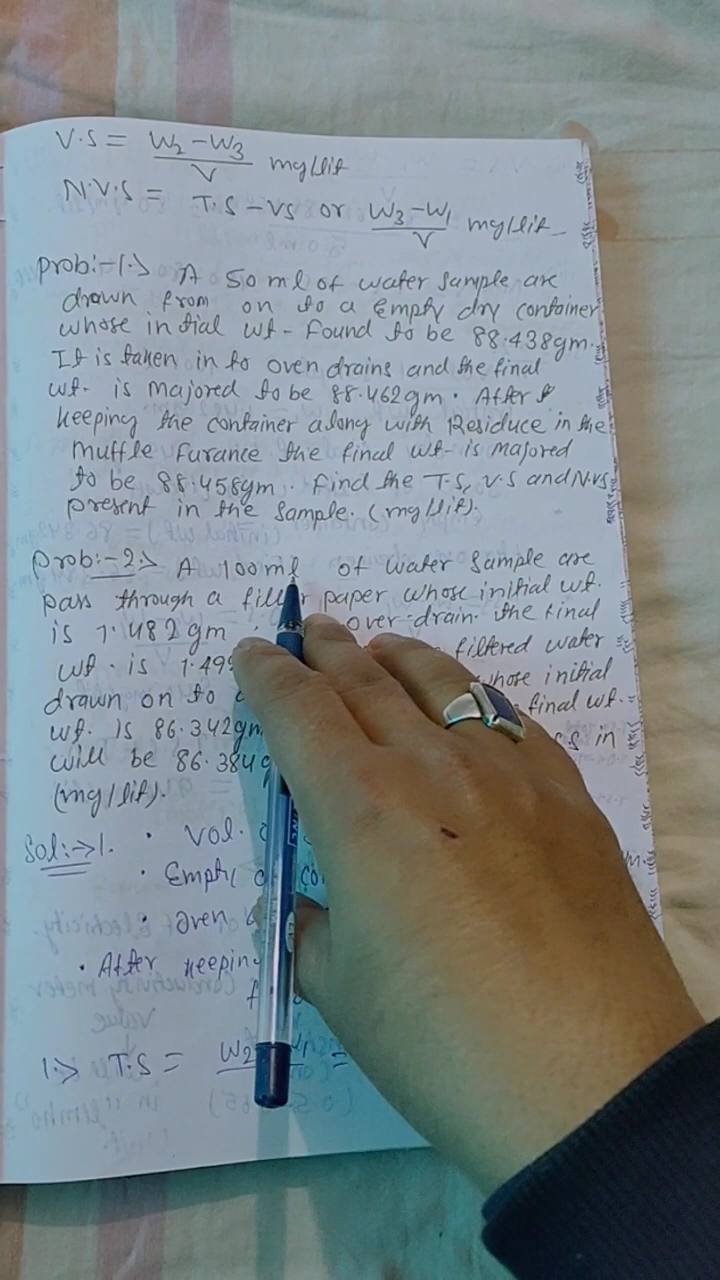 V.S = W₂ - W₃ / V mg/lit
N.V.S = T.S - VS or W₃ - W₁ / V mg/lit
prob:-1.> A 50 ml of water sample are
drawn from on to a Empty dry container
whose in tial wt- found to be 88.438gm.
It is taken in to oven drains and the final
wt- is majored to be 88.462gm. After
keeping the container along with Residuce in the
muffle furance the final wt- is majored
to be 88.458gm. find the T.S, V.S and N.VS
present in the sample. (mg/lit).
Prob:-2> A 100ml of water sample are
pass through a filter paper whose initial wt.
is 1.482gm over drain the final
wt. is 1.49 filtered water
drawn on to whose initial
wt. is 86.342gm final wt.
will be 86.384 in
(mg/lit).
Sol:->1. • Vol.
• Empty
• oven
• After keeping
1.> T.S = W₂ =